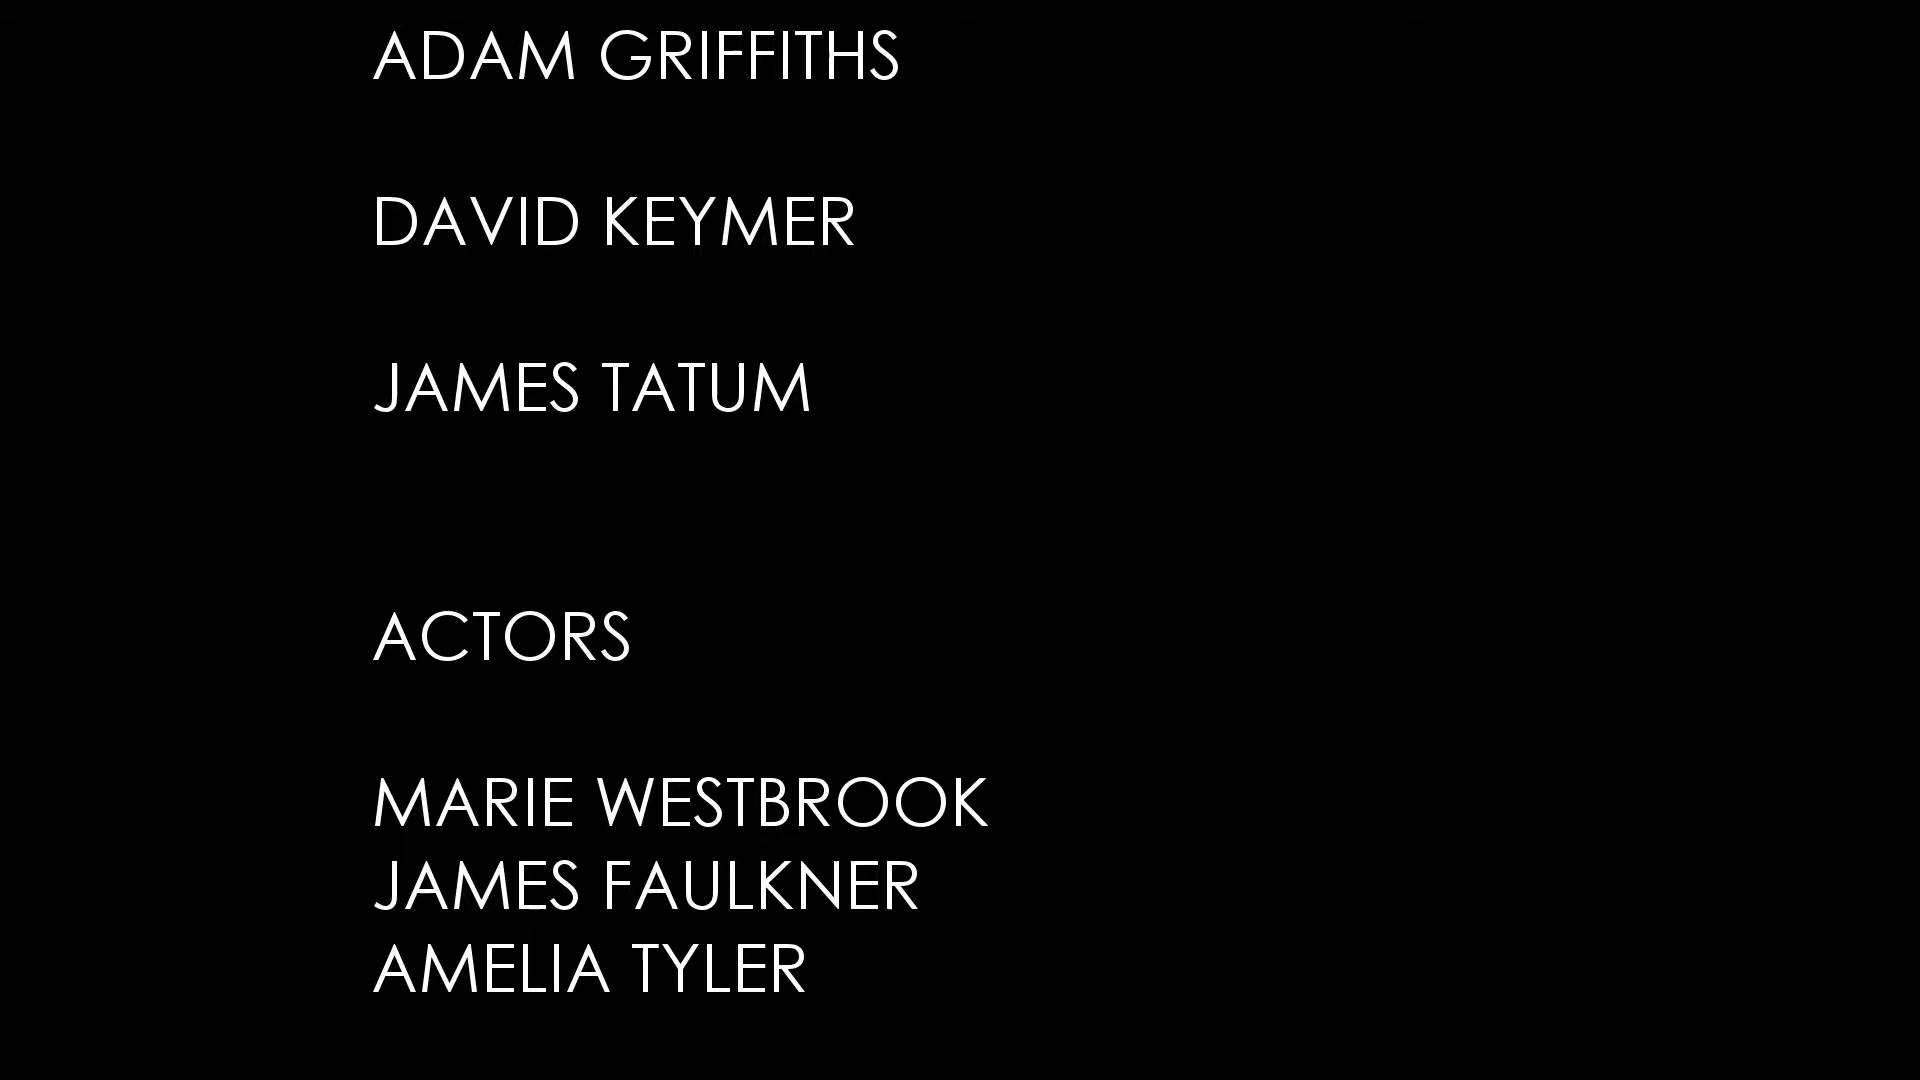 ADAM GRIFFITHS
DAVID KEYMER
JAMES TATUM
ACTORS
MARIE WESTBROOK
JAMES FAULKNER
AMELIA TYLER